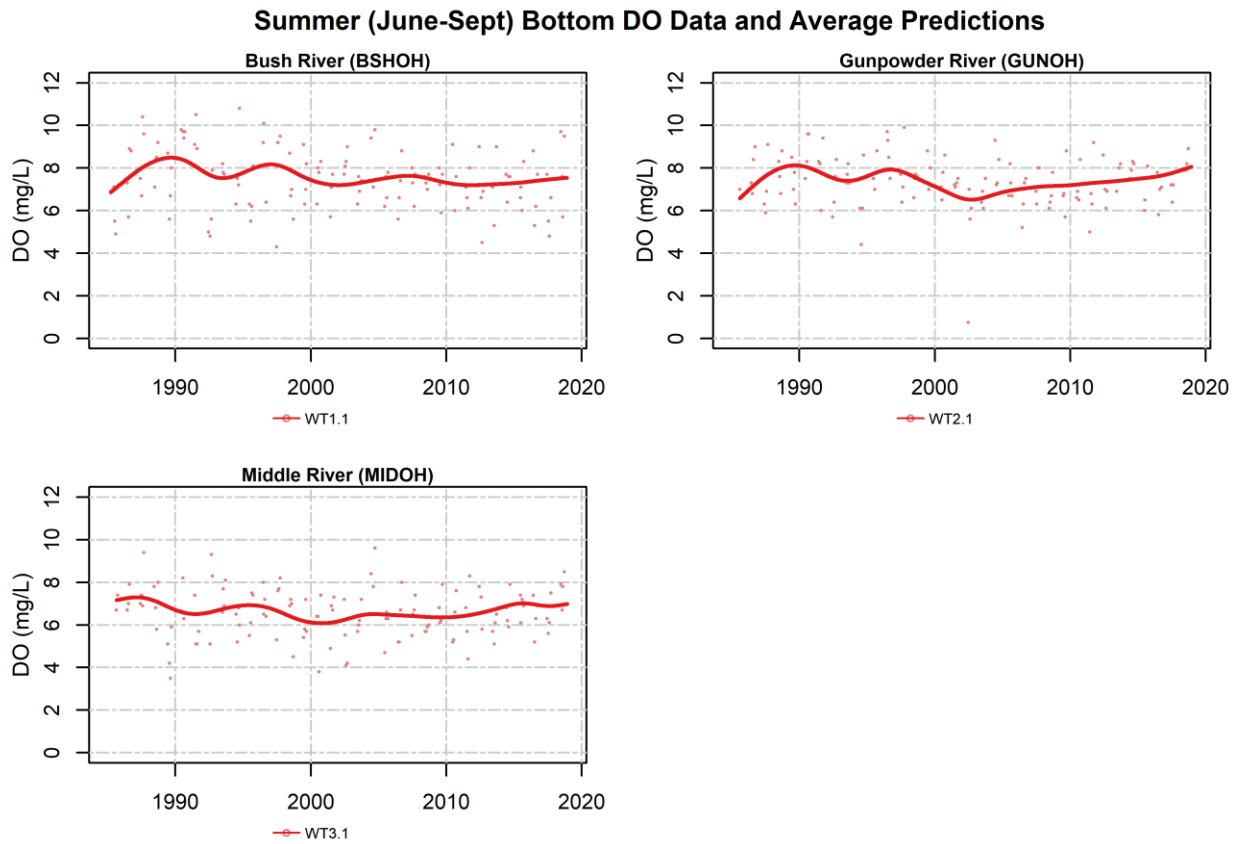 Summer (June-Sept) Bottom DO Data and Average Predictions
Bush River (BSHOH)
DO (mg/L)
12
10
8
6
4
2
0
1990 2000 2010 2020
WT1.1
Gunpowder River (GUNOH)
DO (mg/L)
12
10
8
6
4
2
0
1990 2000 2010 2020
WT2.1
Middle River (MIDOH)
DO (mg/L)
12
10
8
6
4
2
0
1990 2000 2010 2020
WT3.1